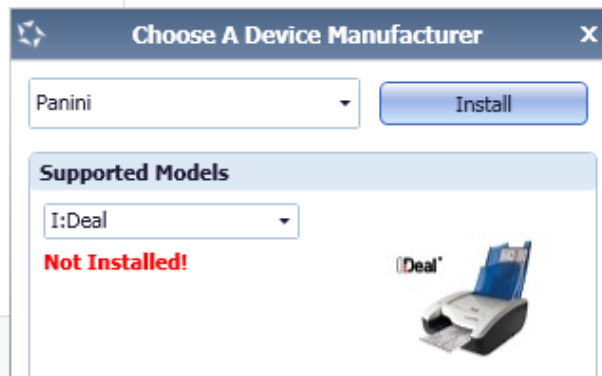 Choose A Device Manufacturer x
Panini
Install
Supported Models
I:Deal
Not Installed!
I:Deal